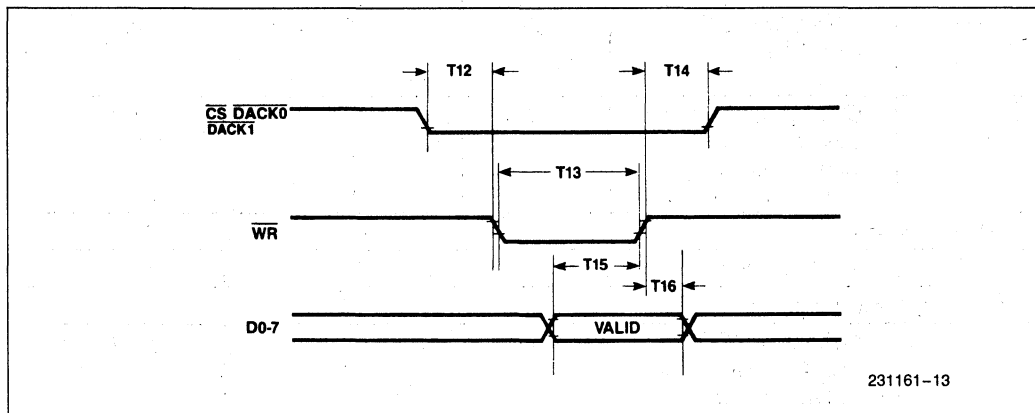 T12
T14
CS DACK0
DACK1
T13
WR
T15
T16
D0-7
VALID
231161-13